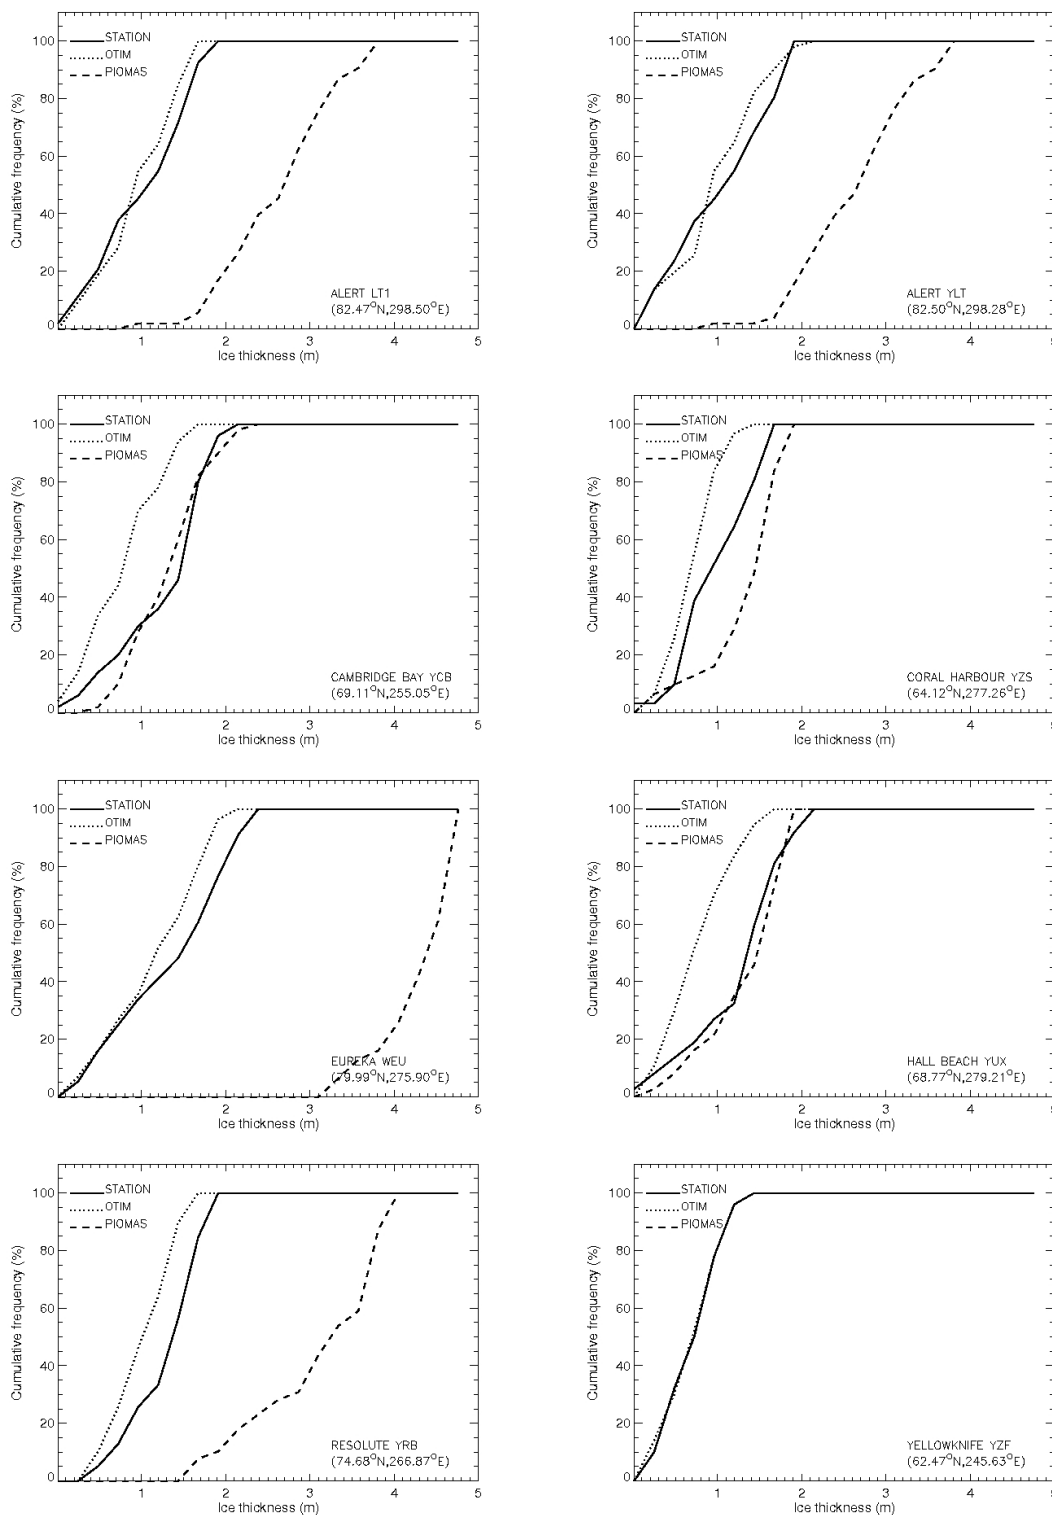 100
80
60
40
20
0
Cumulative frequency (%)
STATION
OTIM
PIOMAS
ALERT LT1
(82.47°N,298.50°E)
1 2 3 4 5
Ice thickness (m)
100
80
60
40
20
0
Cumulative frequency (%)
STATION
OTIM
PIOMAS
ALERT YLT
(82.50°N,298.28°E)
1 2 3 4 5
Ice thickness (m)
100
80
60
40
20
0
Cumulative frequency (%)
STATION
OTIM
PIOMAS
CAMBRIDGE BAY YCB
(69.11°N,255.05°E)
1 2 3 4 5
Ice thickness (m)
100
80
60
40
20
0
Cumulative frequency (%)
STATION
OTIM
PIOMAS
CORAL HARBOUR YZS
(64.12°N,277.26°E)
1 2 3 4 5
Ice thickness (m)
100
80
60
40
20
0
Cumulative frequency (%)
STATION
OTIM
PIOMAS
EUREKA WEU
(79.99°N,275.90°E)
1 2 3 4 5
Ice thickness (m)
100
80
60
40
20
0
Cumulative frequency (%)
STATION
OTIM
PIOMAS
HALL BEACH YUX
(68.77°N,279.21°E)
1 2 3 4 5
Ice thickness (m)
100
80
60
40
20
0
Cumulative frequency (%)
STATION
OTIM
PIOMAS
RESOLUTE YRB
(74.68°N,266.87°E)
1 2 3 4 5
Ice thickness (m)
100
80
60
40
20
0
Cumulative frequency (%)
STATION
OTIM
PIOMAS
YELLOWKNIFE YZF
(62.47°N,245.63°E)
1 2 3 4 5
Ice thickness (m)